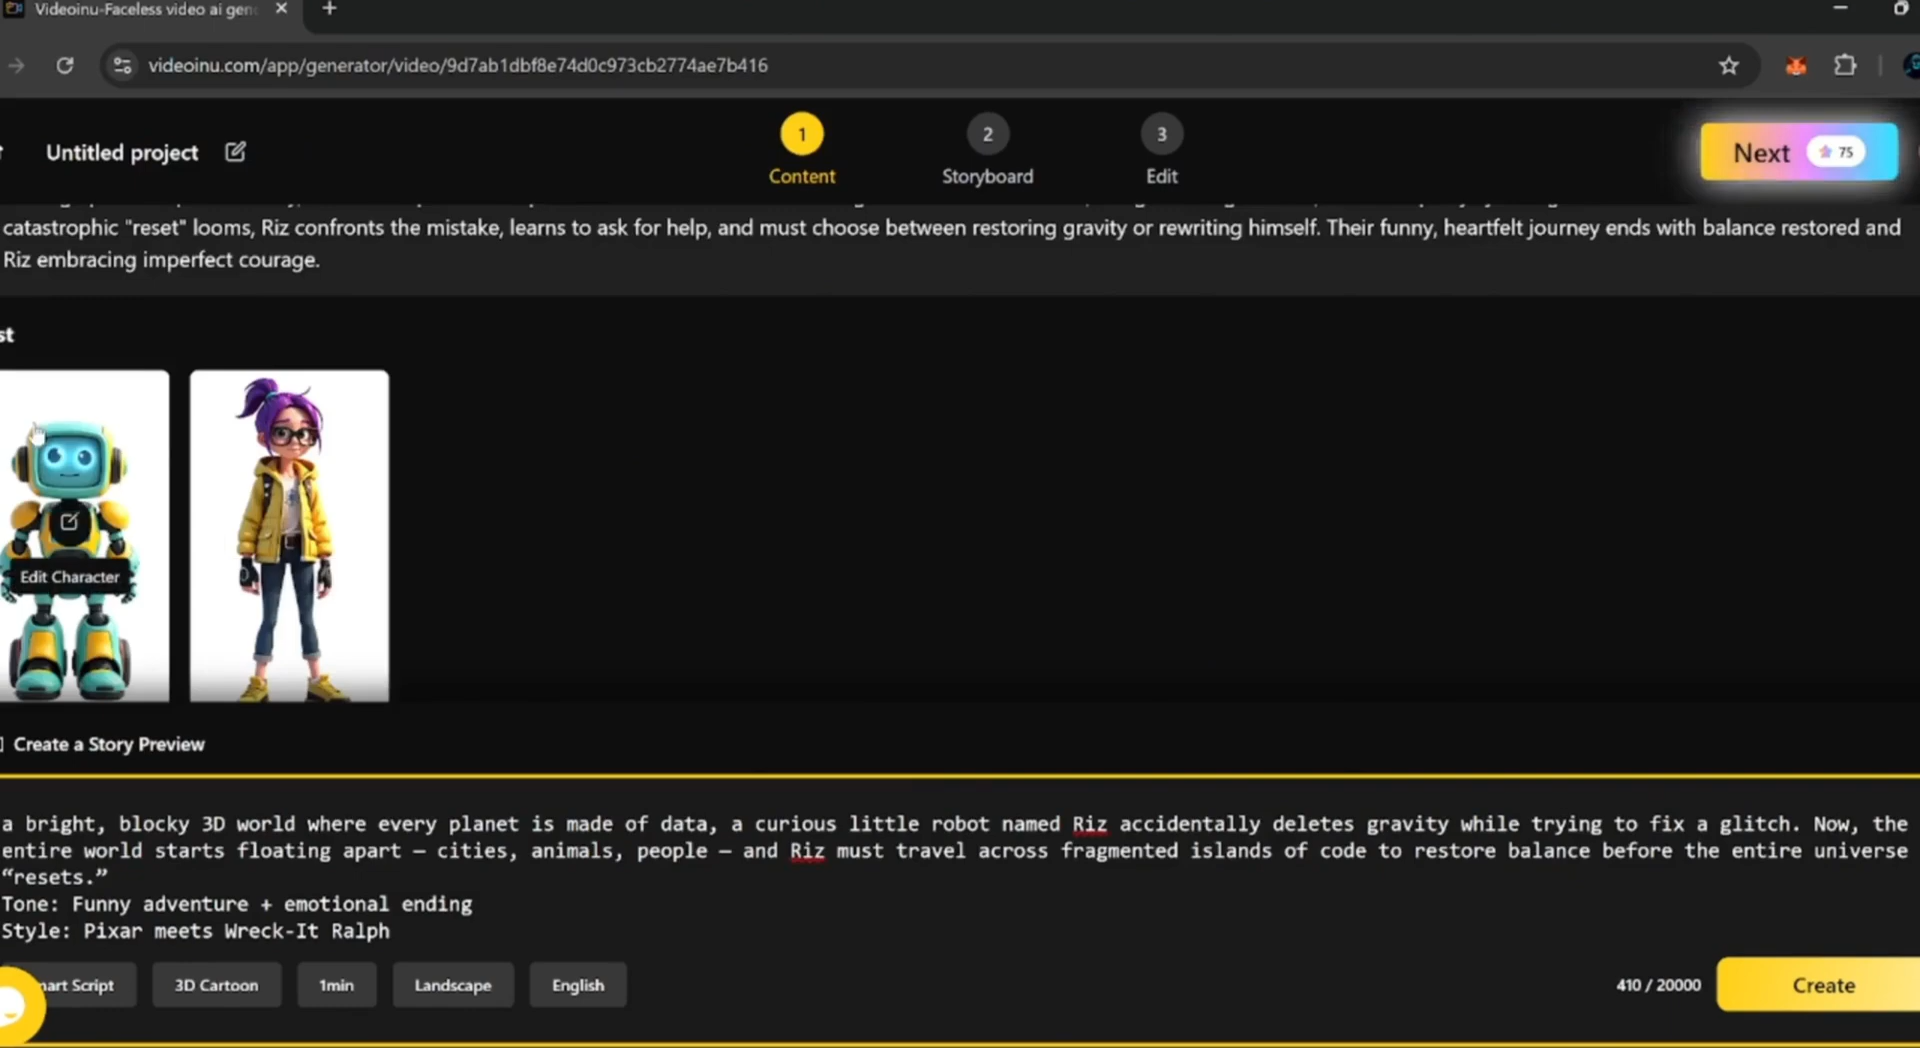 Videoinu-Faceless video ai gen
videoinu.com/app/generator/video/9d7ab1dbf8e74d0c973cb2774ae7b416
Untitled project
1
Content
2
Storyboard
3
Edit
Next 75
catastrophic "reset" looms, Riz confronts the mistake, learns to ask for help, and must choose between restoring gravity or rewriting himself. Their funny, heartfelt journey ends with balance restored and
Riz embracing imperfect courage.
st
Edit Character
Create a Story Preview
a bright, blocky 3D world where every planet is made of data, a curious little robot named Riz accidentally deletes gravity while trying to fix a glitch. Now, the
entire world starts floating apart — cities, animals, people — and Riz must travel across fragmented islands of code to restore balance before the entire universe
“resets.”
Tone: Funny adventure + emotional ending
Style: Pixar meets Wreck-It Ralph
art Script
3D Cartoon
1min
Landscape
English
410 / 20000
Create